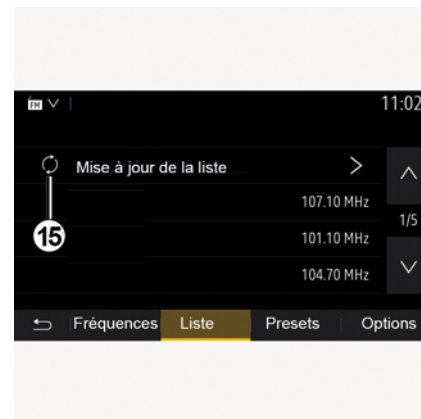 FM 11:02
Mise à jour de la liste
107.10 MHz
1/5
15
101.10 MHz
104.70 MHz
Fréquences Liste Presets Options